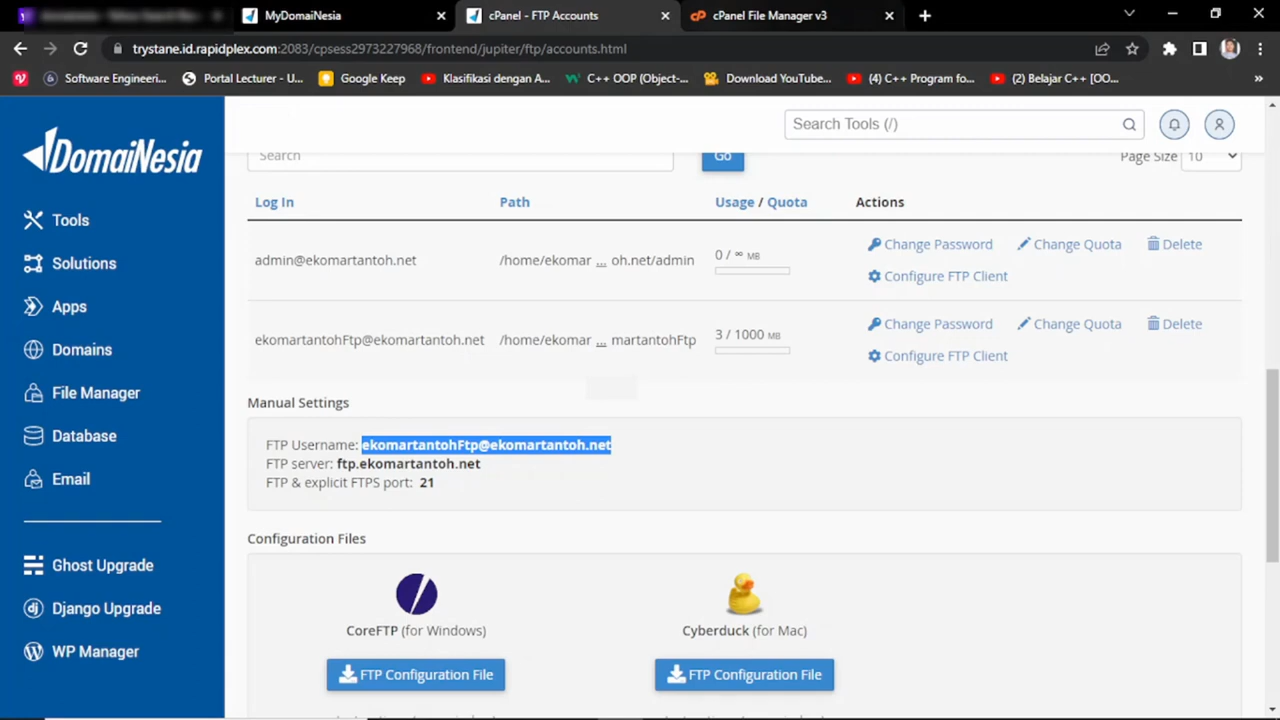 MyDomaiNesia
cPanel - FTP Accounts
cPanel File Manager v3
trystane.id.rapidplex.com:2083/cpsess2973227968/frontend/jupiter/ftp/accounts.html
Software Engineeri...
Portal Lecturer - U...
Google Keep
Klasifikasi dengan A...
C++ OOP (Object-...
Download YouTube...
(4) C++ Program fo...
(2) Belajar C++ [OO...
»
DomaiNesia
Search Tools (/)
Search
Go
Page Size 10
Tools
Solutions
Apps
Domains
File Manager
Database
Email
Ghost Upgrade
dj Django Upgrade
WP Manager
Log In
Path
Usage / Quota
Actions
admin@ekomartantoh.net
/home/ekomar ... oh.net/admin
0 / ∞ MB
Change Password
Change Quota
Delete
Configure FTP Client
ekomartantohFtp@ekomartantoh.net
/home/ekomar ... martantohFtp
3 / 1000 MB
Change Password
Change Quota
Delete
Configure FTP Client
Manual Settings
FTP Username: ekomartantohFtp@ekomartantoh.net
FTP server: ftp.ekomartantoh.net
FTP & explicit FTPS port: 21
Configuration Files
CoreFTP (for Windows)
Cyberduck (for Mac)
FTP Configuration File
FTP Configuration File